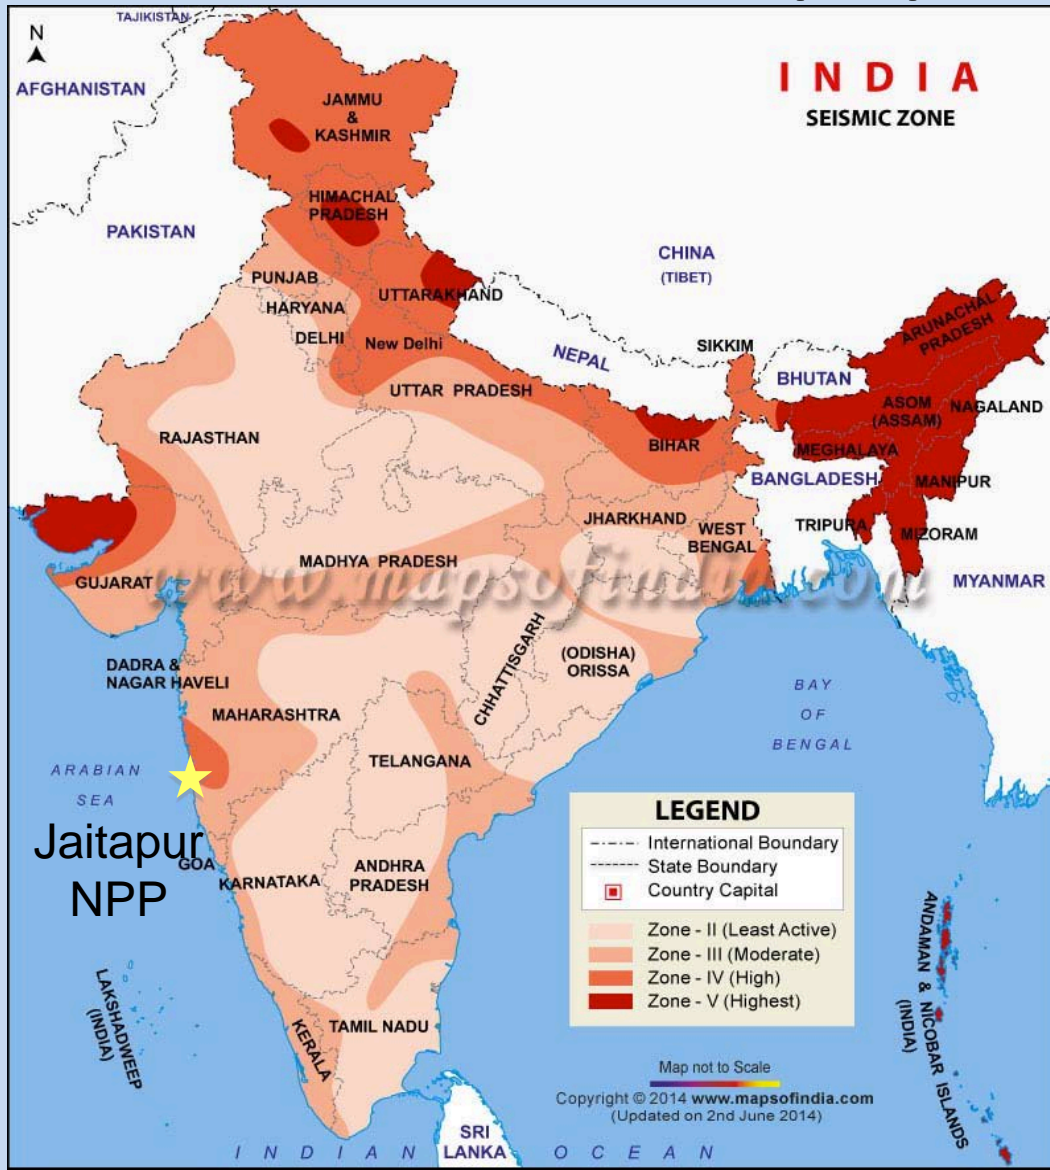 INDIA
SEISMIC ZONE
N
TAJIKISTAN
AFGHANISTAN
PAKISTAN
CHINA
(TIBET)
NEPAL
BHUTAN
BANGLADESH
MYANMAR
JAMMU
&
KASHMIR
HIMACHAL
PRADESH
PUNJAB
HARYANA
DELHI
New Delhi
UTTARAKHAND
UTTAR PRADESH
RAJASTHAN
SIKKIM
BIHAR
ARUNACHAL
PRADESH
ASOM
(ASSAM)
NAGALAND
MEGHALAYA
MANIPUR
TRIPURA
MIZORAM
JHARKHAND
WEST
BENGAL
MADHYA PRADESH
GUJARAT
www.mapsofindia.com
CHHATTISGARH
(ODISHA)
ORISSA
DADRA &
NAGAR HAVELI
MAHARASHTRA
TELANGANA
BAY
OF
BENGAL
ARABIAN
SEA
Jaitapur
NPP
GOA
KARNATAKA
ANDHRA
PRADESH
LAKSHADWEEP
(INDIA)
KERALA
TAMIL NADU
ANDAMAN & NICOBAR ISLANDS
(INDIA)
SRI
LANKA
INDIAN OCEAN
LEGEND
International Boundary
State Boundary
Country Capital
Zone - II (Least Active)
Zone - III (Moderate)
Zone - IV (High)
Zone - V (Highest)
Map not to Scale
Copyright © 2014 www.mapsofindia.com
(Updated on 2nd June 2014)